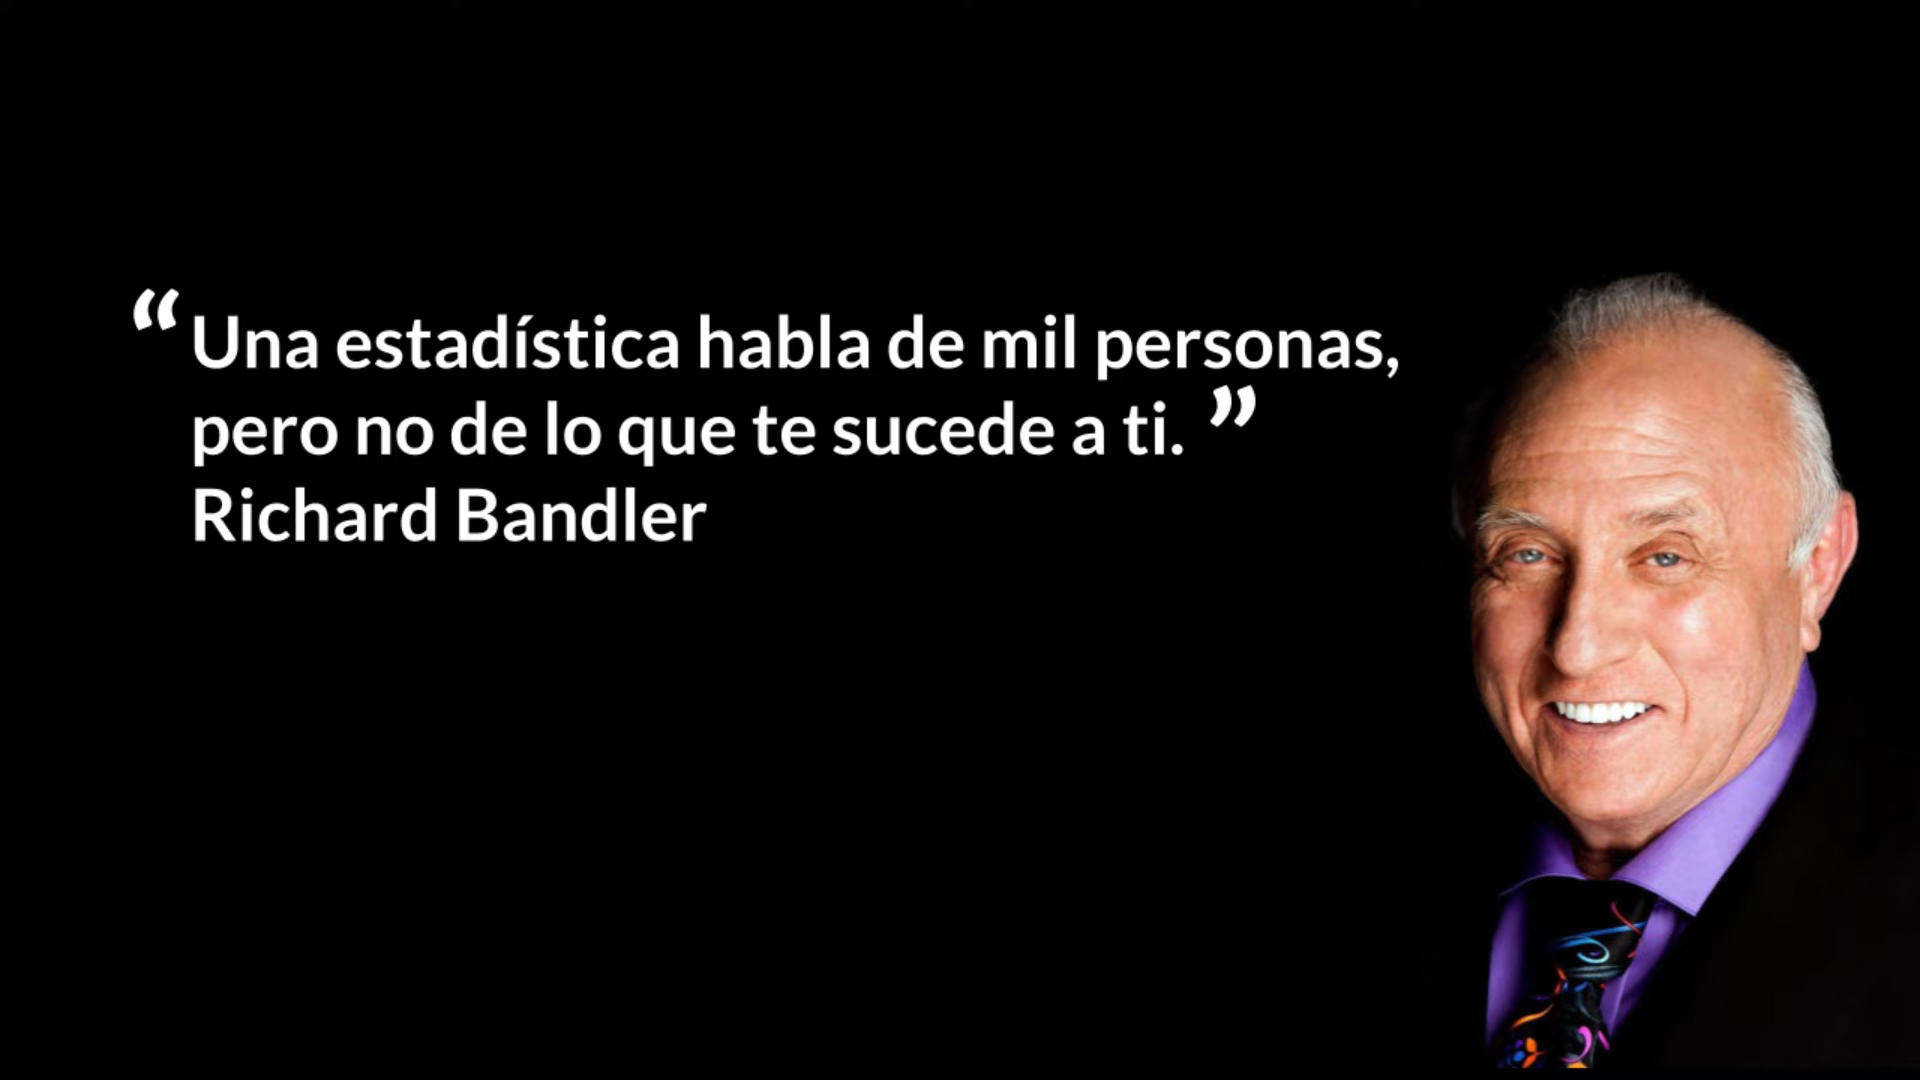 “Una estadística habla de mil personas,
pero no de lo que te sucede a ti.”
Richard Bandler